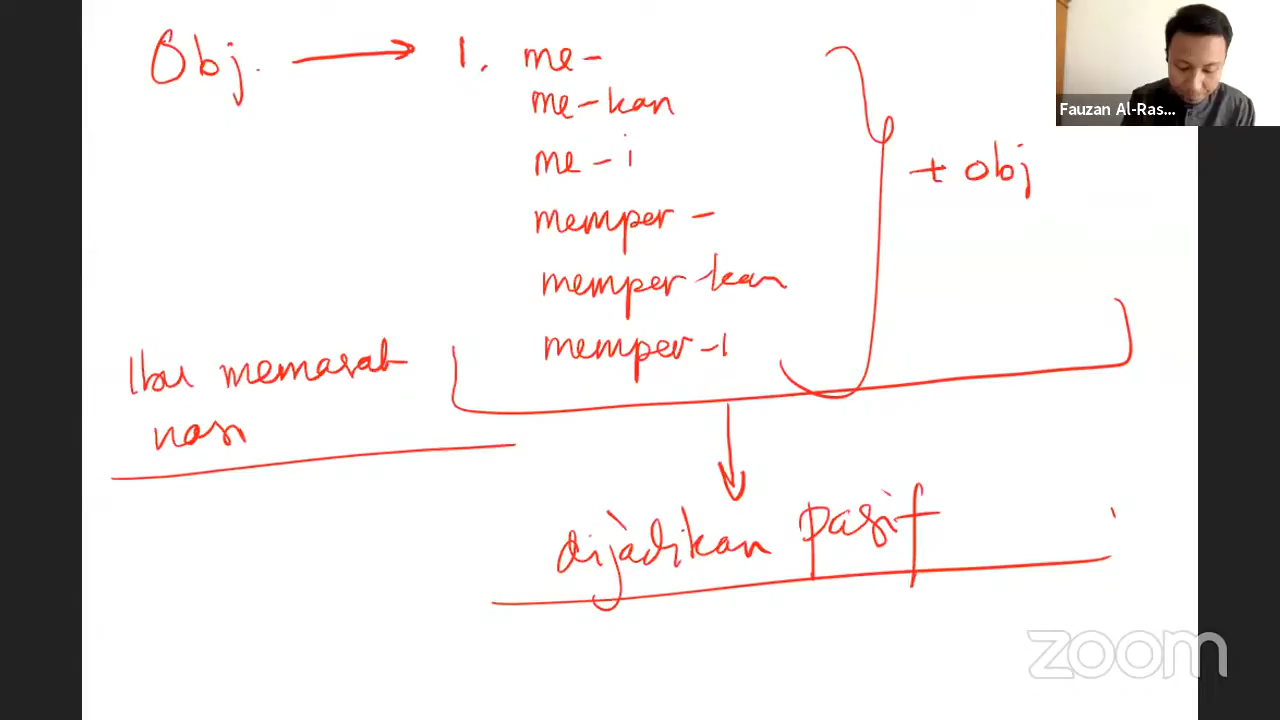 Obj. → 1. me-
me-kan
me-i
memper-
memper-kan
memper-i
+ obj
Ibu memasak
nasi
dijadikan pasif
Fauzan Al-Ras...
zoom